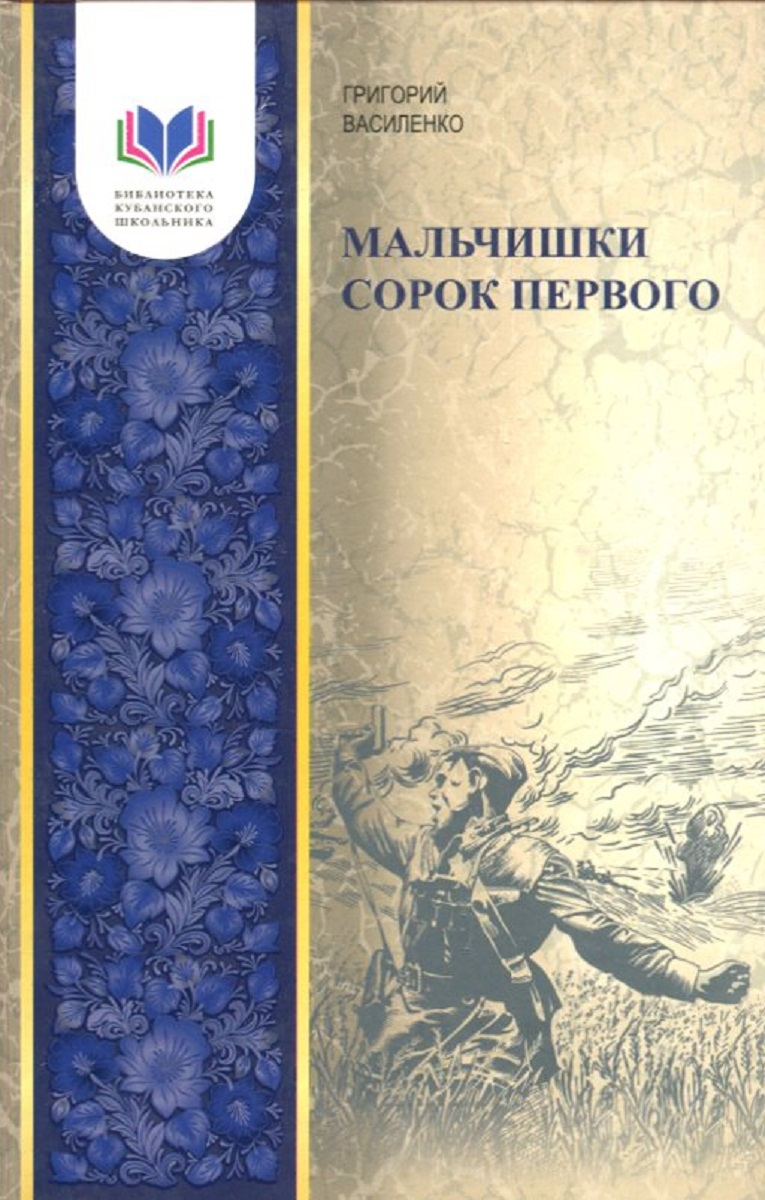 БИБЛИОТЕКА
КУБАНСКОГО
ШКОЛЬНИКА
ГРИГОРИЙ
ВАСИЛЕНКО
МАЛЬЧИШКИ
СОРОК ПЕРВОГО